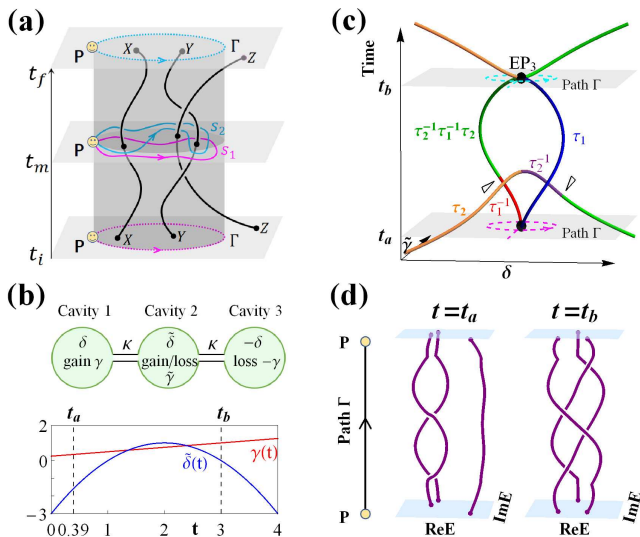 (a)
P
X
Y
Γ
Z
t_f
P
s_2
s_1
t_m
P
X
Y
Γ
Z
t_i
(b)
Cavity 1
Cavity 2
Cavity 3
δ
gain γ
κ
δ̃
gain/loss
γ̃
κ
−δ
loss −γ
t_a
t_b
2
0
−3
γ(t)
δ̃(t)
0
0.39
1
t
2
3
4
(c)
Time
EP_3
Path Γ
t_b
τ_2^{-1}τ_1^{-1}τ_2
τ_1
τ_2^{-1}
τ_2
τ_1^{-1}
t_a
γ̃
Path Γ
δ
(d)
t=t_a
t=t_b
P
Path Γ
P
ImE
ReE
ImE
ReE